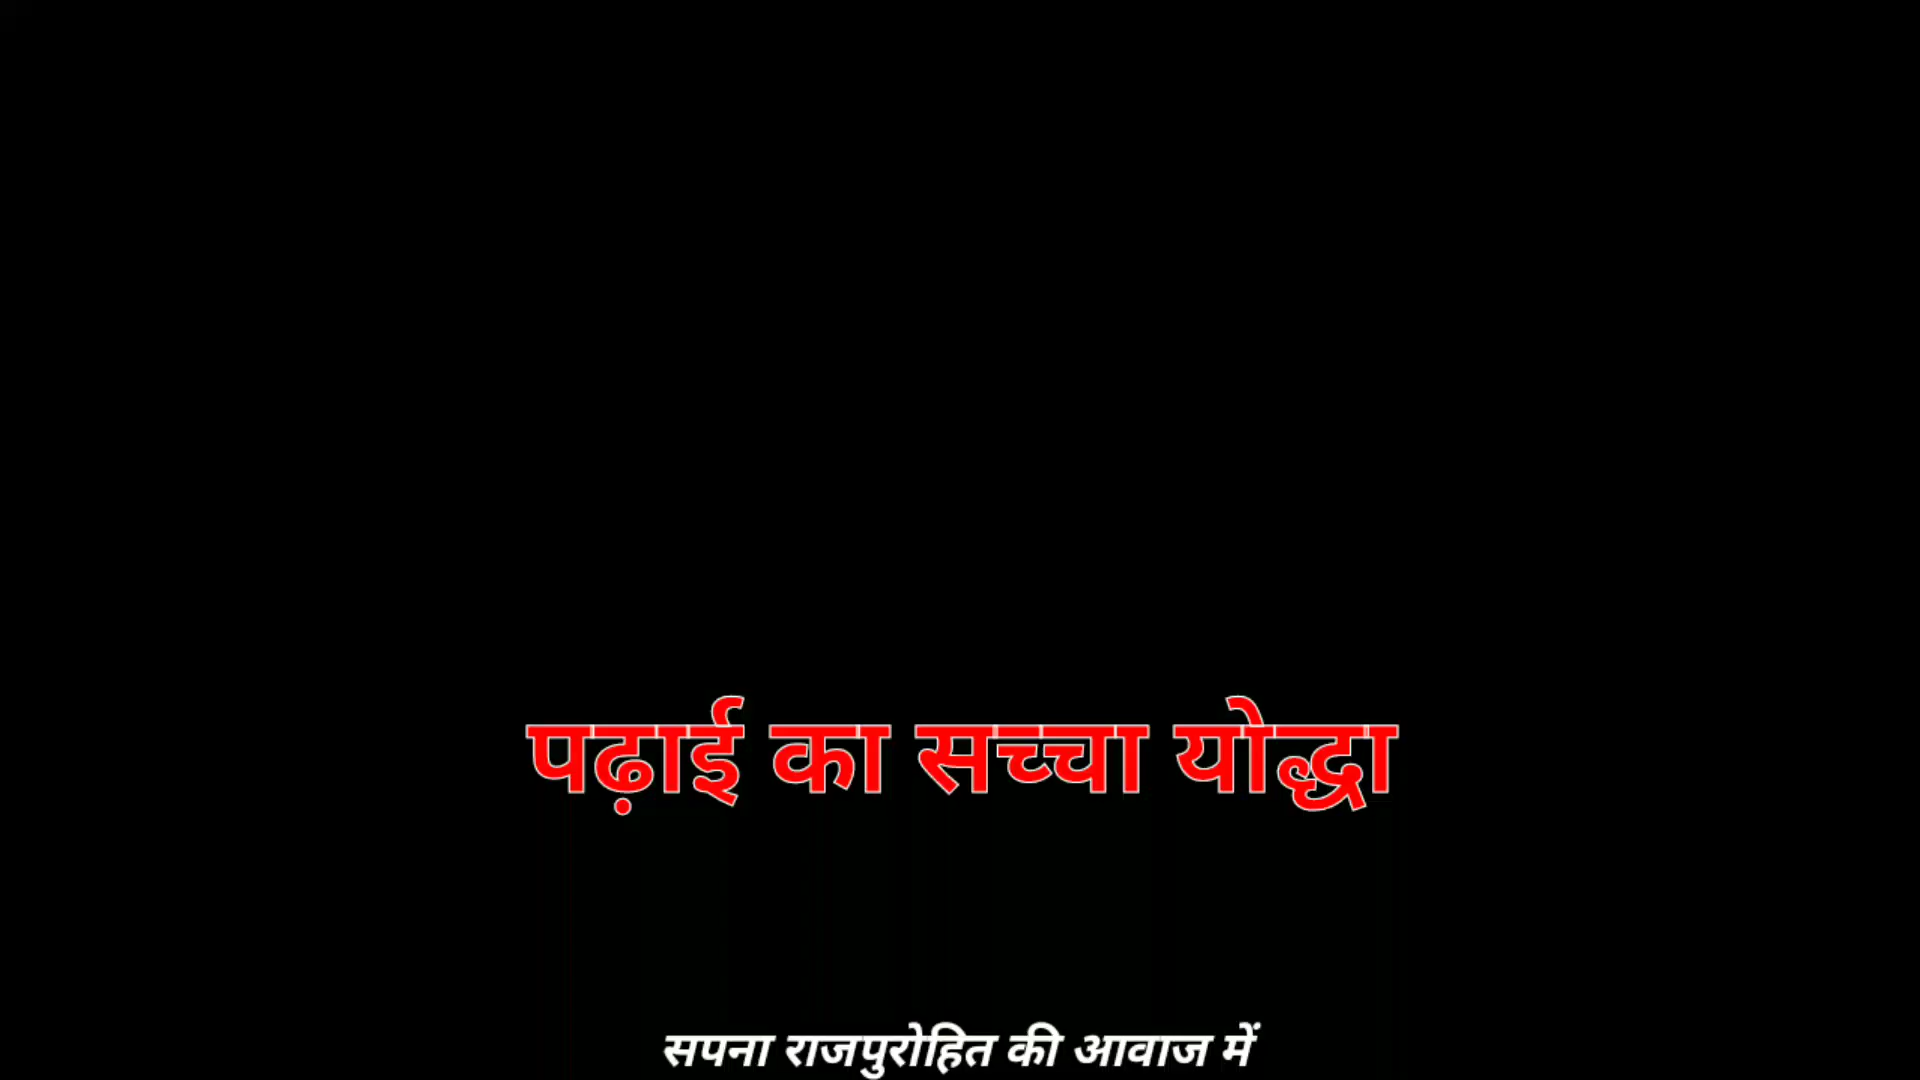 पढ़ाई का सच्चा योद्धा
सपना राजपुरोहित की आवाज में